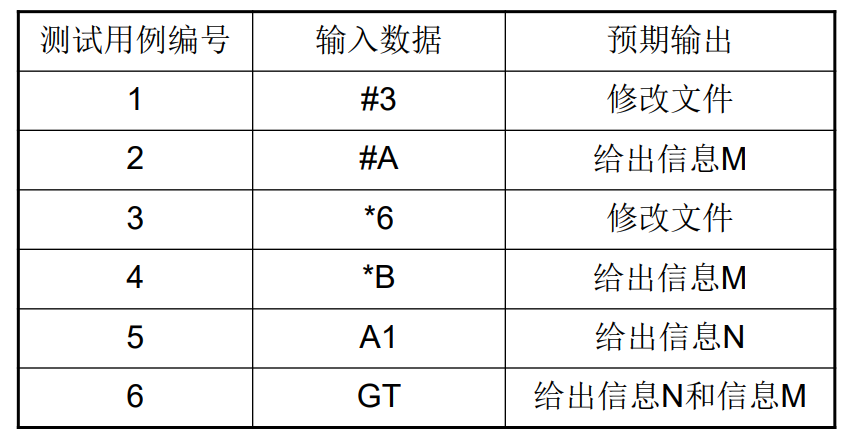 测试用例编号 输入数据 预期输出
1 #3 修改文件
2 #A 给出信息M
3 *6 修改文件
4 *B 给出信息M
5 A1 给出信息N
6 GT 给出信息N和信息M